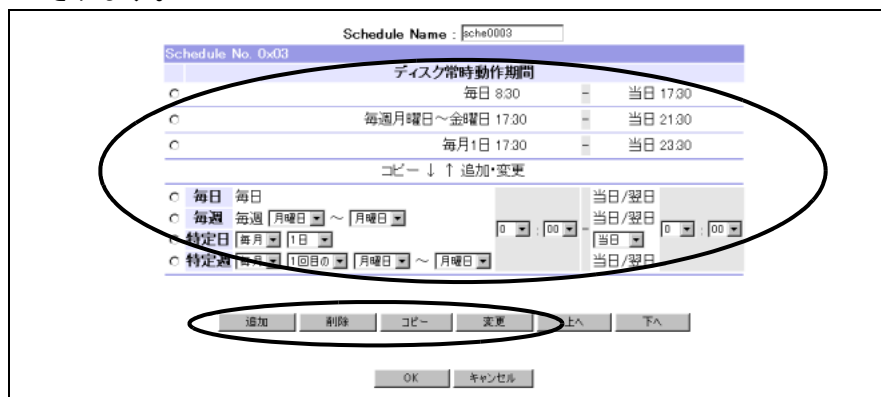 Schedule Name : sche0003
Schedule No. 0x03
ディスク常時動作期間
毎日 8:30 - 当日 17:30
毎週月曜日～金曜日 17:30 - 当日 21:30
毎月1日 17:30 - 当日 23:30
コピー ↓ ↑ 追加・変更
毎日 毎日 当日/翌日
毎週 毎週 月曜日 ～ 月曜日 当日/翌日
0 : 00 - 0 : 00
特定日 毎月 1日 当日
特定週 毎月 1回目の 月曜日 ～ 月曜日 当日/翌日
追加 削除 コピー 変更 上へ 下へ
OK キャンセル